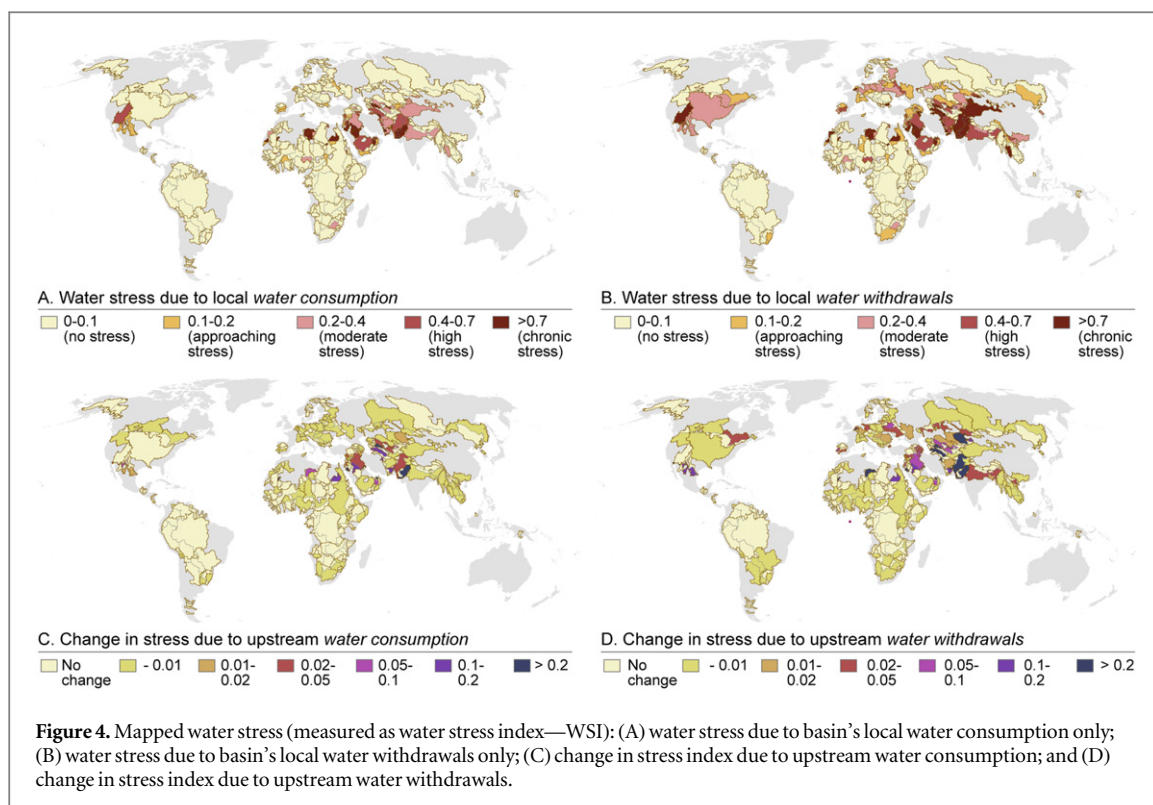 A. Water stress due to local water consumption
0-0.1 (no stress)
0.1-0.2 (approaching stress)
0.2-0.4 (moderate stress)
0.4-0.7 (high stress)
>0.7 (chronic stress)
B. Water stress due to local water withdrawals
0-0.1 (no stress)
0.1-0.2 (approaching stress)
0.2-0.4 (moderate stress)
0.4-0.7 (high stress)
>0.7 (chronic stress)
C. Change in stress due to upstream water consumption
No change
- 0.01
0.01-0.02
0.02-0.05
0.05-0.1
0.1-0.2
> 0.2
D. Change in stress due to upstream water withdrawals
No change
- 0.01
0.01-0.02
0.02-0.05
0.05-0.1
0.1-0.2
> 0.2
Figure 4. Mapped water stress (measured as water stress index—WSI): (A) water stress due to basin's local water consumption only;
(B) water stress due to basin's local water withdrawals only; (C) change in stress index due to upstream water consumption; and (D)
change in stress index due to upstream water withdrawals.